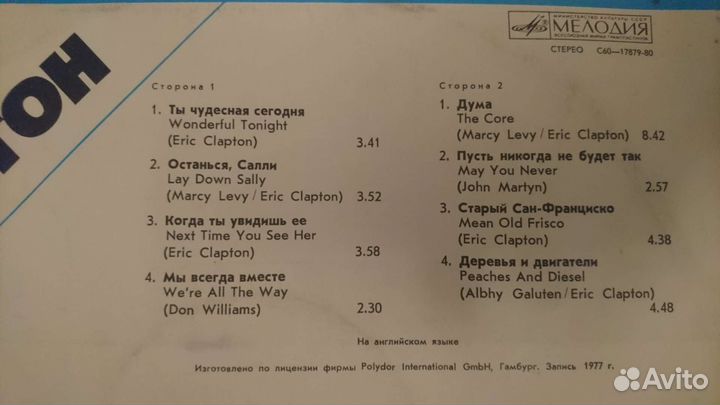 ТОН
МИНИСТЕРСТВО КУЛЬТУРЫ СССР
МЕЛОДИЯ
ВСЕСОЮЗНАЯ ФИРМА ГРАМПЛАСТИНОК
СТЕРЕО С60—17879-80
Сторона 1
1. Ты чудесная сегодня
Wonderful Tonight
(Eric Clapton) 3.41
2. Останься, Салли
Lay Down Sally
(Marcy Levy/Eric Clapton) 3.52
3. Когда ты увидишь ее
Next Time You See Her
(Eric Clapton) 3.58
4. Мы всегда вместе
We're All The Way
(Don Williams) 2.30
Сторона 2
1. Дума
The Core
(Marcy Levy/Eric Clapton) 8.42
2. Пусть никогда не будет так
May You Never
(John Martyn) 2.57
3. Старый Сан-Франциско
Mean Old Frisco
(Eric Clapton) 4.38
4. Деревья и двигатели
Peaches And Diesel
(Albhy Galuten/Eric Clapton)
4.48
На английском языке
Изготовлено по лицензии фирмы Polydor International GmbH, Гамбург. Запись 1977 г.
Avito